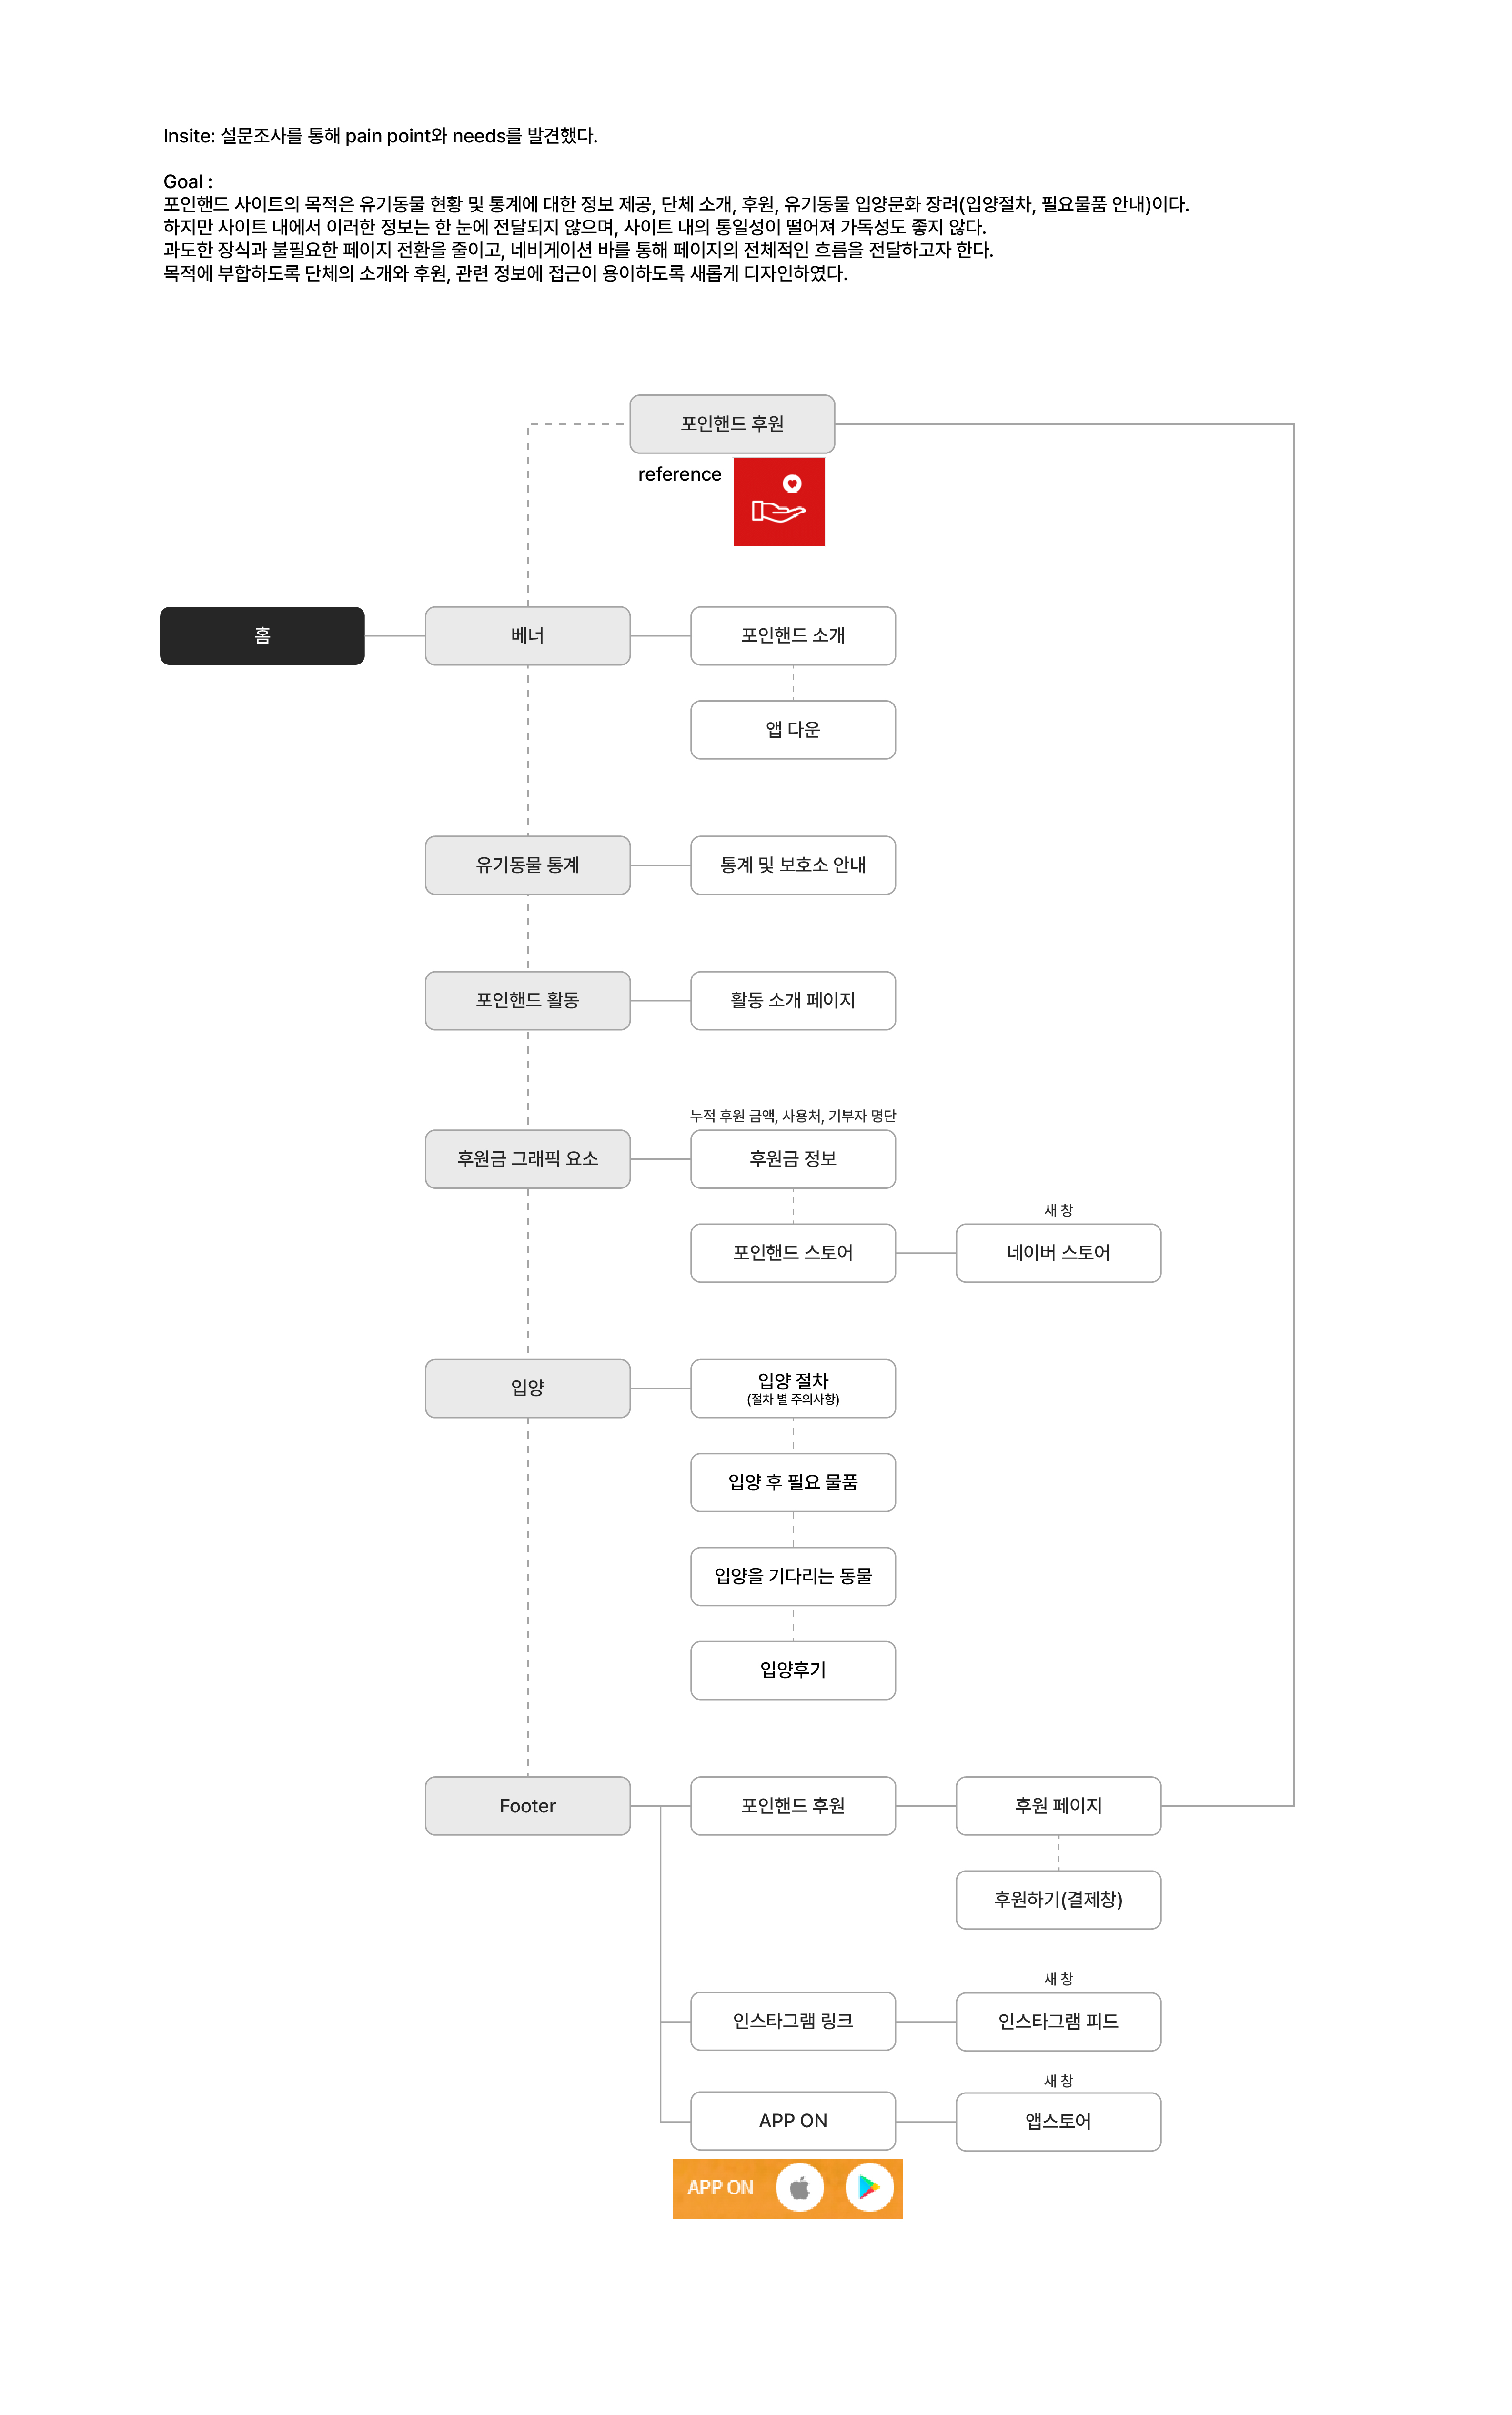 Insite: 설문조사를 통해 pain point와 needs를 발견했다.
Goal :
포인핸드 사이트의 목적은 유기동물 현황 및 통계에 대한 정보 제공, 단체 소개, 후원, 유기동물 입양문화 장려(입양절차, 필요물품 안내)이다.
하지만 사이트 내에서 이러한 정보는 한 눈에 전달되지 않으며, 사이트 내의 통일성이 떨어져 가독성도 좋지 않다.
과도한 장식과 불필요한 페이지 전환을 줄이고, 네비게이션 바를 통해 페이지의 전체적인 흐름을 전달하고자 한다.
목적에 부합하도록 단체의 소개와 후원, 관련 정보에 접근이 용이하도록 새롭게 디자인하였다.
포인핸드 후원
reference
홈
베너
포인핸드 소개
앱 다운
유기동물 통계
통계 및 보호소 안내
포인핸드 활동
활동 소개 페이지
누적 후원 금액, 사용처, 기부자 명단
후원금 그래픽 요소
후원금 정보
새 창
포인핸드 스토어
네이버 스토어
입양
입양 절차
(절차 별 주의사항)
입양 후 필요 물품
입양을 기다리는 동물
입양후기
Footer
포인핸드 후원
후원 페이지
후원하기(결제창)
새 창
인스타그램 링크
인스타그램 피드
새 창
APP ON
앱스토어
APP ON